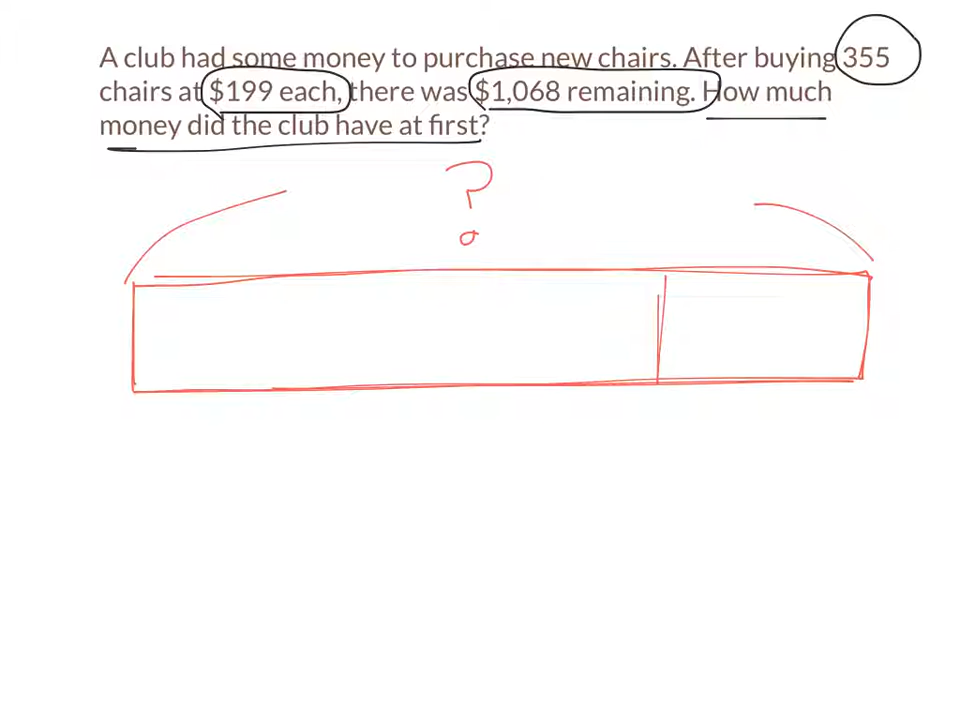 A club had some money to purchase new chairs. After buying 355
chairs at $199 each, there was $1,068 remaining. How much
money did the club have at first?
?